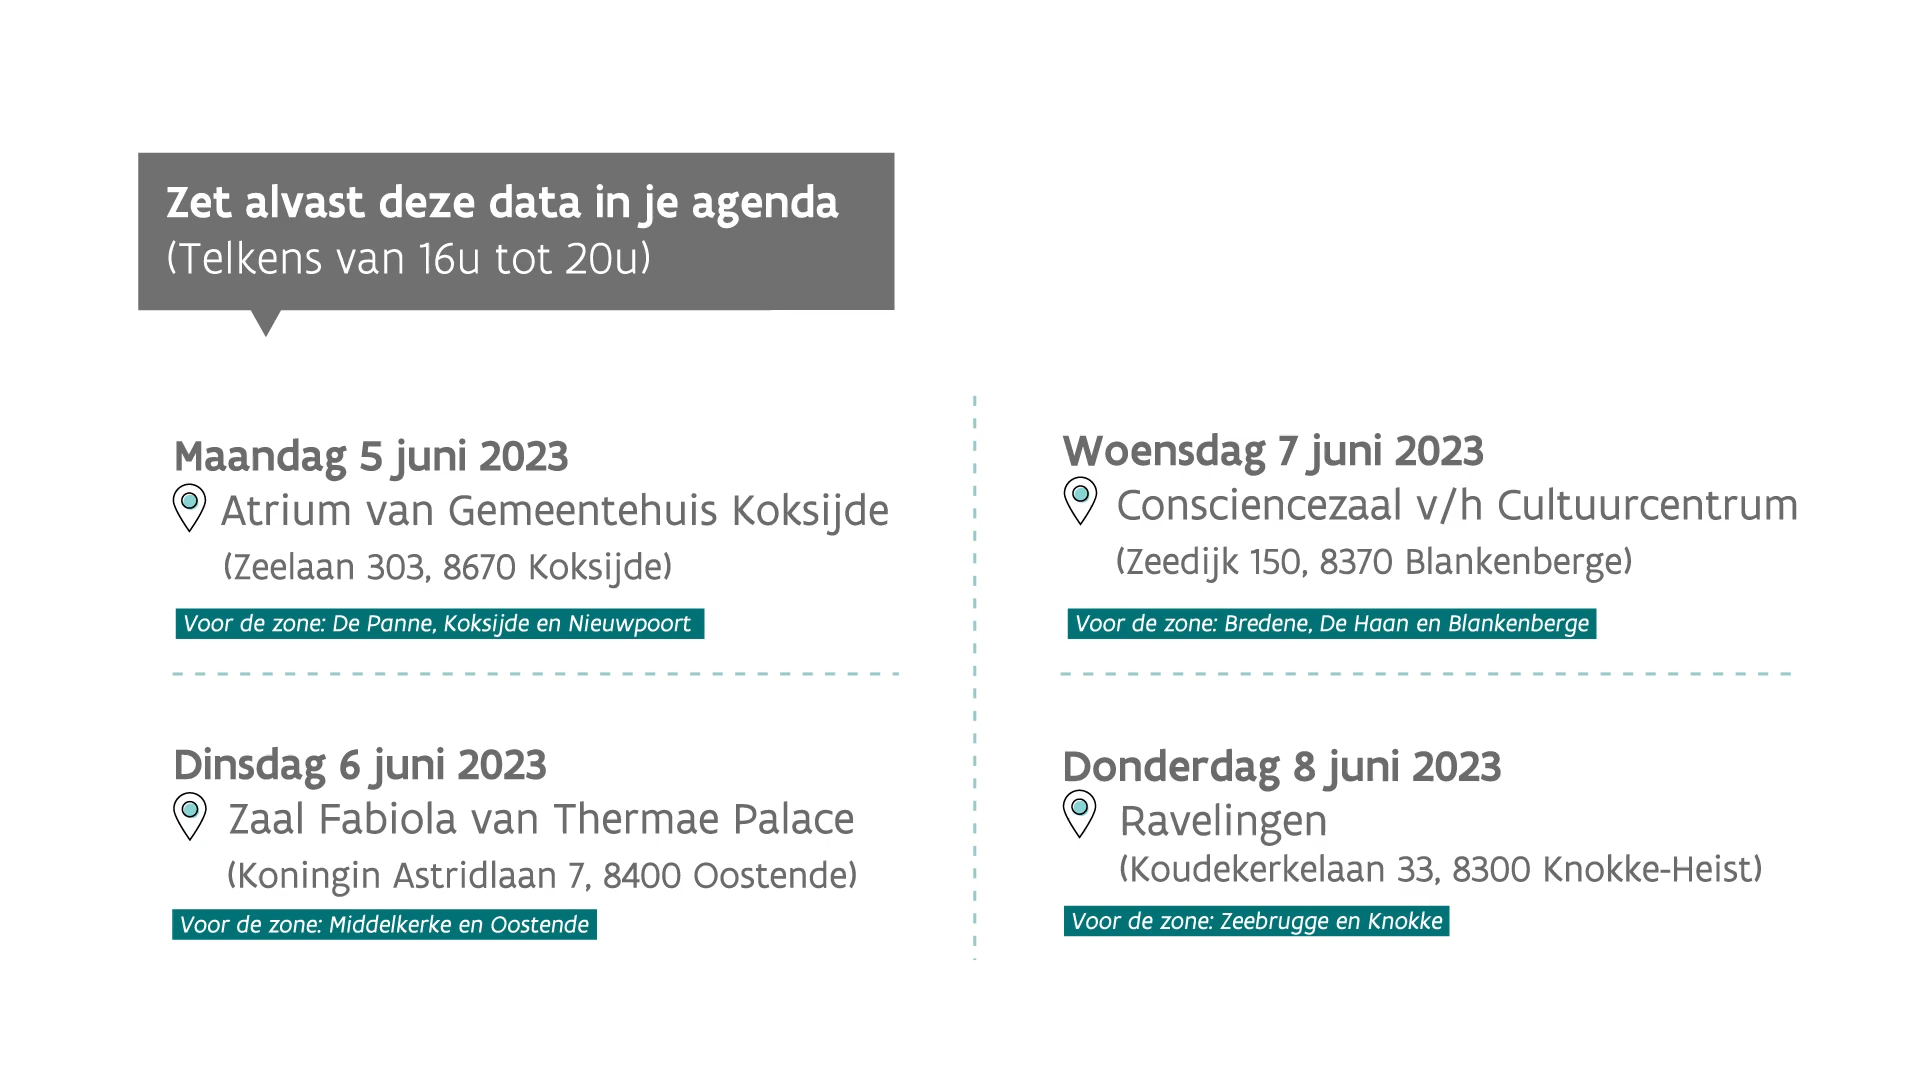 Zet alvast deze data in je agenda
(Telkens van 16u tot 20u)
Maandag 5 juni 2023
Atrium van Gemeentehuis Koksijde
(Zeelaan 303, 8670 Koksijde)
Voor de zone: De Panne, Koksijde en Nieuwpoort
Dinsdag 6 juni 2023
Zaal Fabiola van Thermae Palace
(Koningin Astridlaan 7, 8400 Oostende)
Voor de zone: Middelkerke en Oostende
Woensdag 7 juni 2023
Consciencezaal v/h Cultuurcentrum
(Zeedijk 150, 8370 Blankenberge)
Voor de zone: Bredene, De Haan en Blankenberge
Donderdag 8 juni 2023
Ravelingen
(Koudekerkelaan 33, 8300 Knokke-Heist)
Voor de zone: Zeebrugge en Knokke